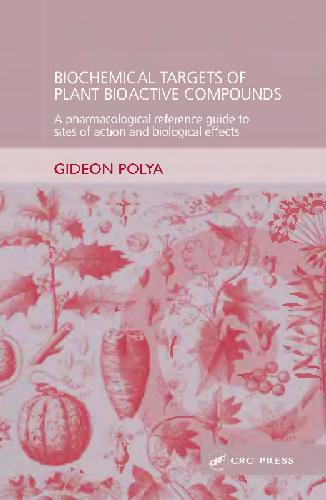 BIOCHEMICAL TARGETS OF
PLANT BIOACTIVE COMPOUNDS
A pharmacological reference guide to
sites of action and biological effects
GIDEON POLYA
CRC PRESS